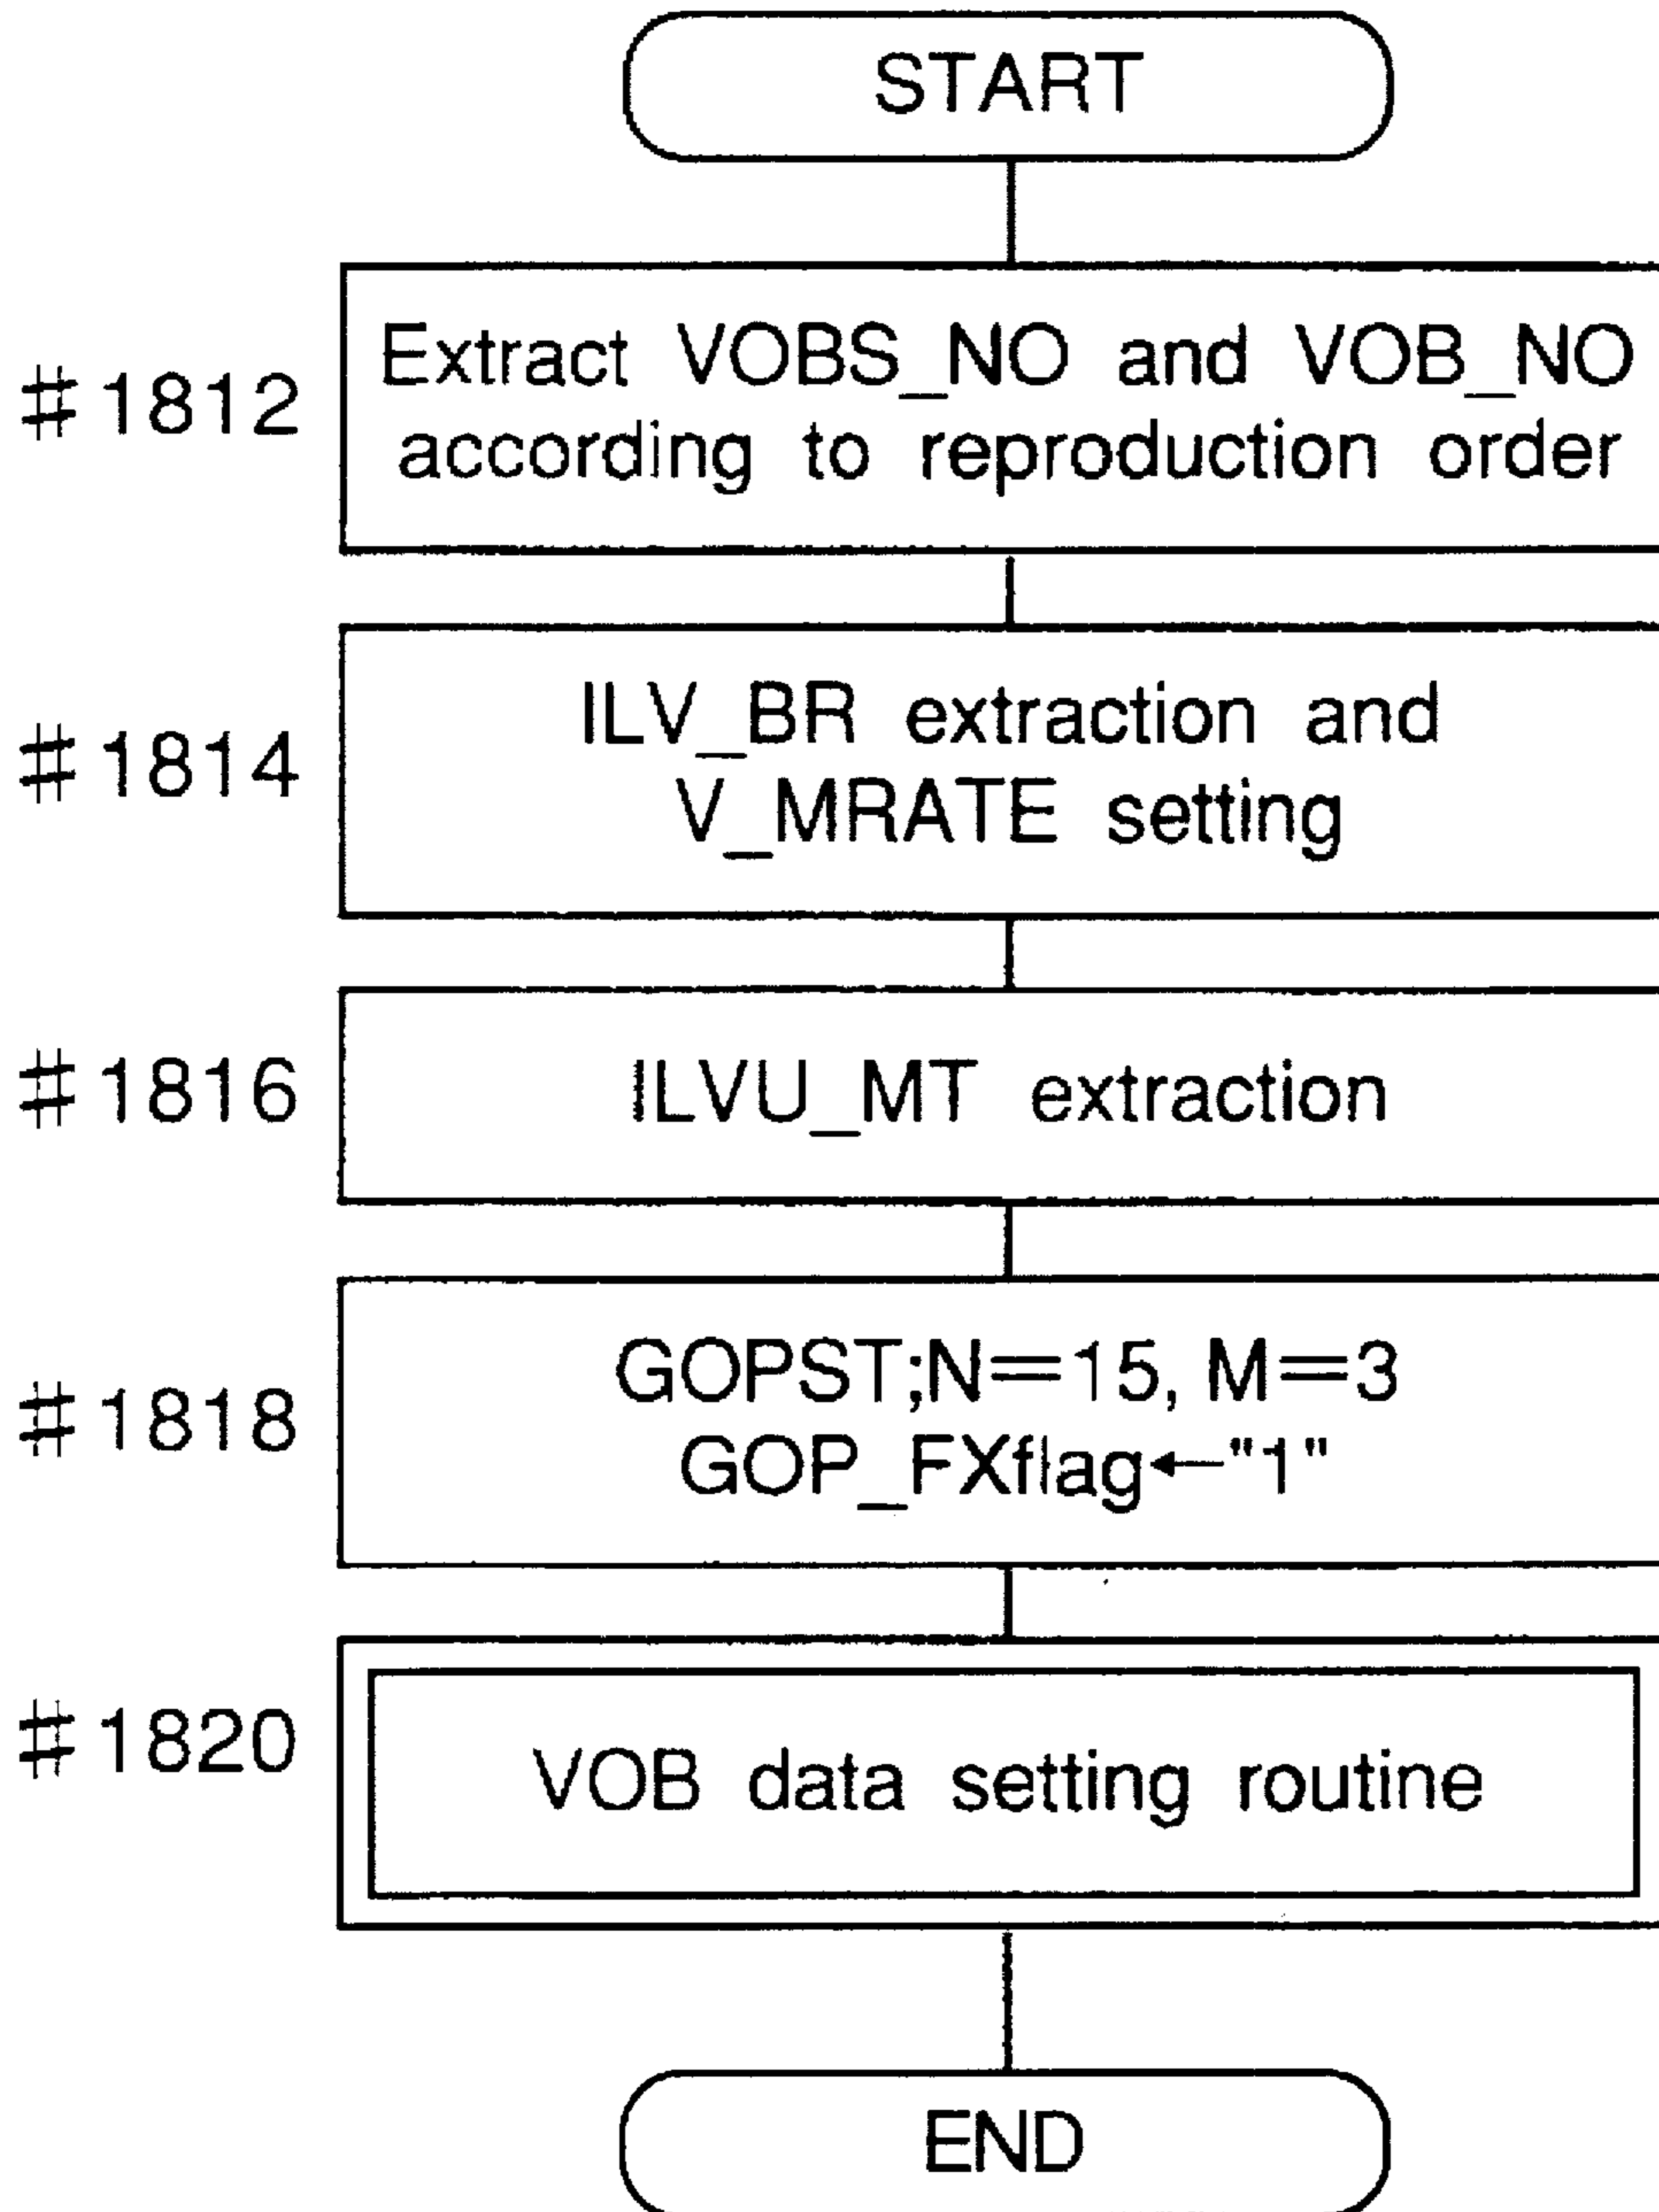 START
#1812
Extract VOBS_NO and VOB_NO
according to reproduction order
#1814
ILV_BR extraction and
V_MRATE setting
#1816
ILVU_MT extraction
#1818
GOPST;N=15, M=3
GOP_FXflag←"1"
#1820
VOB data setting routine
END